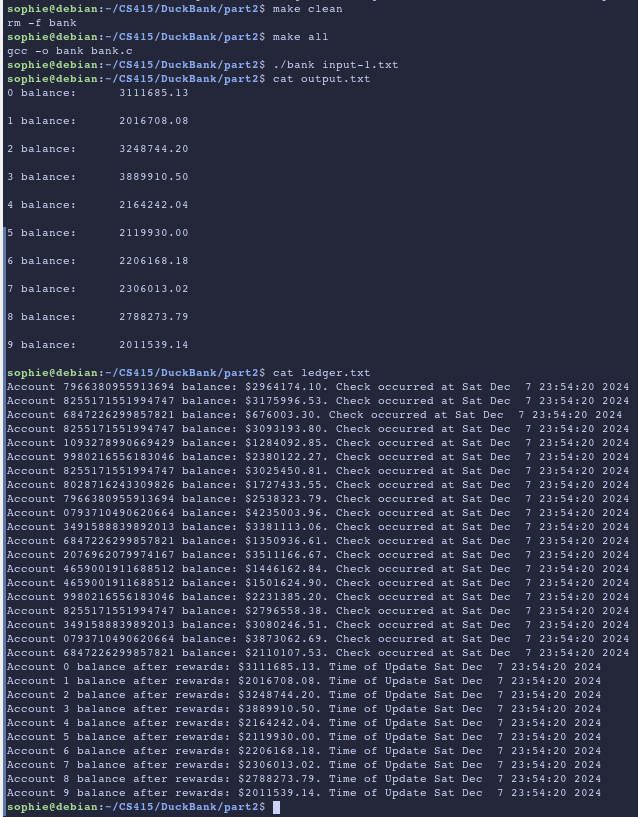 sophie@debian:~/CS415/DuckBank/part2$ make clean
rm -f bank
sophie@debian:~/CS415/DuckBank/part2$ make all
gcc -o bank bank.c
sophie@debian:~/CS415/DuckBank/part2$ ./bank input-1.txt
sophie@debian:~/CS415/DuckBank/part2$ cat output.txt
0 balance:      3111685.13
1 balance:      2016708.08
2 balance:      3248744.20
3 balance:      3889910.50
4 balance:      2164242.04
5 balance:      2119930.00
6 balance:      2206168.18
7 balance:      2306013.02
8 balance:      2788273.79
9 balance:      2011539.14
sophie@debian:~/CS415/DuckBank/part2$ cat ledger.txt
Account 7966380955913694 balance: $2964174.10. Check occurred at Sat Dec  7 23:54:20 2024
Account 8255171551994747 balance: $3175996.53. Check occurred at Sat Dec  7 23:54:20 2024
Account 6847226299857821 balance: $676003.30. Check occurred at Sat Dec  7 23:54:20 2024
Account 8255171551994747 balance: $3093193.80. Check occurred at Sat Dec  7 23:54:20 2024
Account 1093278990669429 balance: $1284092.85. Check occurred at Sat Dec  7 23:54:20 2024
Account 9980216556183046 balance: $2380122.27. Check occurred at Sat Dec  7 23:54:20 2024
Account 8255171551994747 balance: $3025450.81. Check occurred at Sat Dec  7 23:54:20 2024
Account 8028716243309826 balance: $1727433.55. Check occurred at Sat Dec  7 23:54:20 2024
Account 7966380955913694 balance: $2538323.79. Check occurred at Sat Dec  7 23:54:20 2024
Account 0793710490620664 balance: $4235003.96. Check occurred at Sat Dec  7 23:54:20 2024
Account 3491588839892013 balance: $3381113.06. Check occurred at Sat Dec  7 23:54:20 2024
Account 6847226299857821 balance: $1350936.61. Check occurred at Sat Dec  7 23:54:20 2024
Account 2076962079974167 balance: $3511166.67. Check occurred at Sat Dec  7 23:54:20 2024
Account 4659001911688512 balance: $1446162.84. Check occurred at Sat Dec  7 23:54:20 2024
Account 4659001911688512 balance: $1501624.90. Check occurred at Sat Dec  7 23:54:20 2024
Account 9980216556183046 balance: $2231385.20. Check occurred at Sat Dec  7 23:54:20 2024
Account 8255171551994747 balance: $2796558.38. Check occurred at Sat Dec  7 23:54:20 2024
Account 3491588839892013 balance: $3080246.51. Check occurred at Sat Dec  7 23:54:20 2024
Account 0793710490620664 balance: $3873062.69. Check occurred at Sat Dec  7 23:54:20 2024
Account 6847226299857821 balance: $2110107.53. Check occurred at Sat Dec  7 23:54:20 2024
Account 0 balance after rewards: $3111685.13. Time of Update Sat Dec  7 23:54:20 2024
Account 1 balance after rewards: $2016708.08. Time of Update Sat Dec  7 23:54:20 2024
Account 2 balance after rewards: $3248744.20. Time of Update Sat Dec  7 23:54:20 2024
Account 3 balance after rewards: $3889910.50. Time of Update Sat Dec  7 23:54:20 2024
Account 4 balance after rewards: $2164242.04. Time of Update Sat Dec  7 23:54:20 2024
Account 5 balance after rewards: $2119930.00. Time of Update Sat Dec  7 23:54:20 2024
Account 6 balance after rewards: $2206168.18. Time of Update Sat Dec  7 23:54:20 2024
Account 7 balance after rewards: $2306013.02. Time of Update Sat Dec  7 23:54:20 2024
Account 8 balance after rewards: $2788273.79. Time of Update Sat Dec  7 23:54:20 2024
Account 9 balance after rewards: $2011539.14. Time of Update Sat Dec  7 23:54:20 2024
sophie@debian:~/CS415/DuckBank/part2$